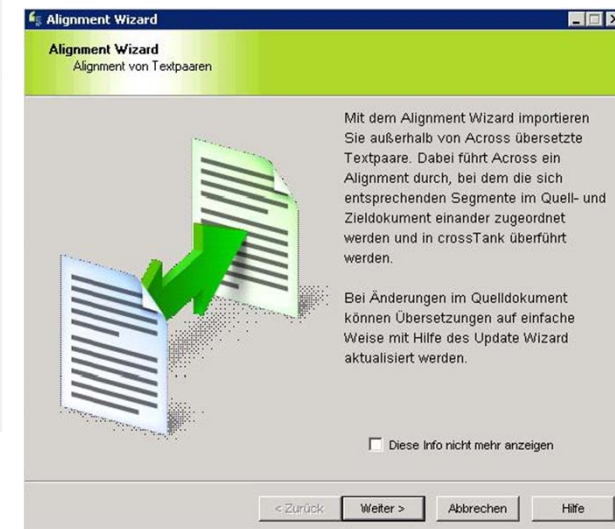 Alignment Wizard
Alignment Wizard
Alignment von Textpaaren
Mit dem Alignment Wizard importieren
Sie außerhalb von Across übersetzte
Textpaare. Dabei führt Across ein
Alignment durch, bei dem die sich
entsprechenden Segmente im Quell- und
Zieldokument einander zugeordnet
werden und in crossTank überführt
werden.
Bei Änderungen im Quelldokument
können Übersetzungen auf einfache
Weise mit Hilfe des Update Wizard
aktualisiert werden.
Diese Info nicht mehr anzeigen
< Zurück Weiter > Abbrechen Hilfe